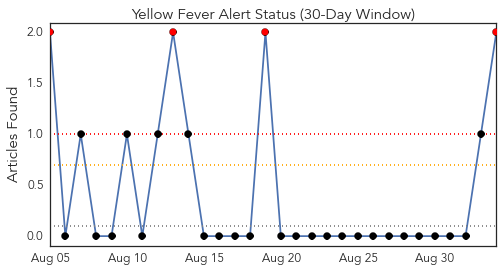 Yellow Fever Alert Status (30-Day Window)
Articles Found
2.0
1.5
1.0
0.5
0.0
Aug 05 Aug 10 Aug 15 Aug 20 Aug 25 Aug 30